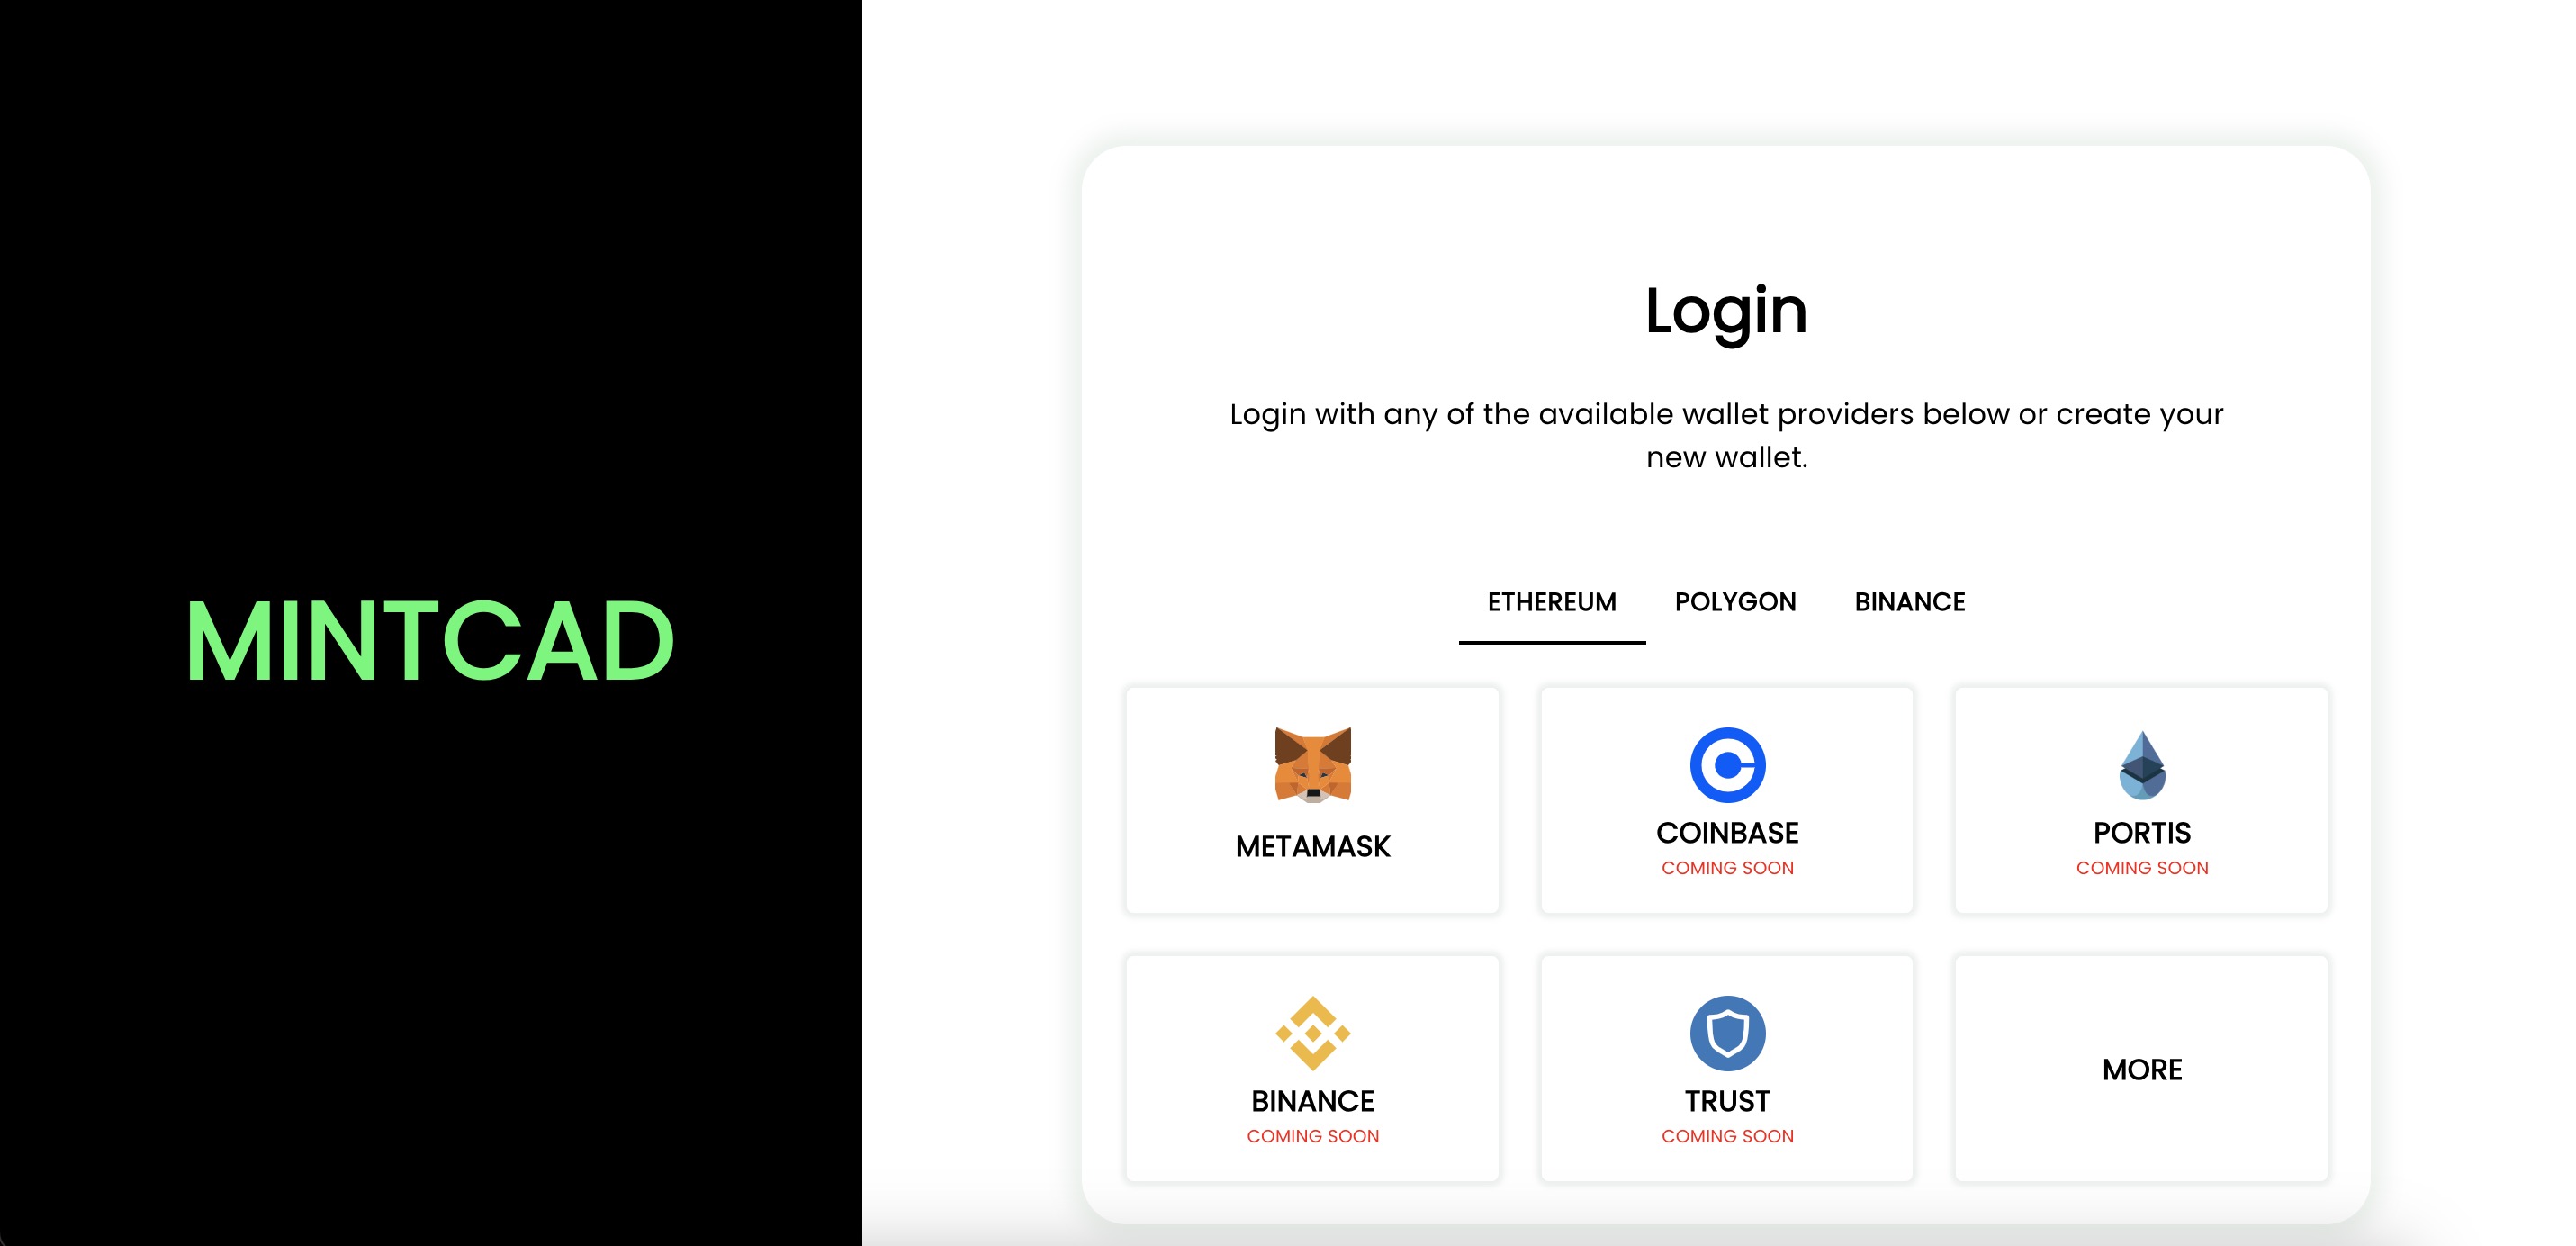 MINTCAD
Login
Login with any of the available wallet providers below or create your
new wallet.
ETHEREUM POLYGON BINANCE
METAMASK
COINBASE
COMING SOON
PORTIS
COMING SOON
BINANCE
COMING SOON
TRUST
COMING SOON
MORE